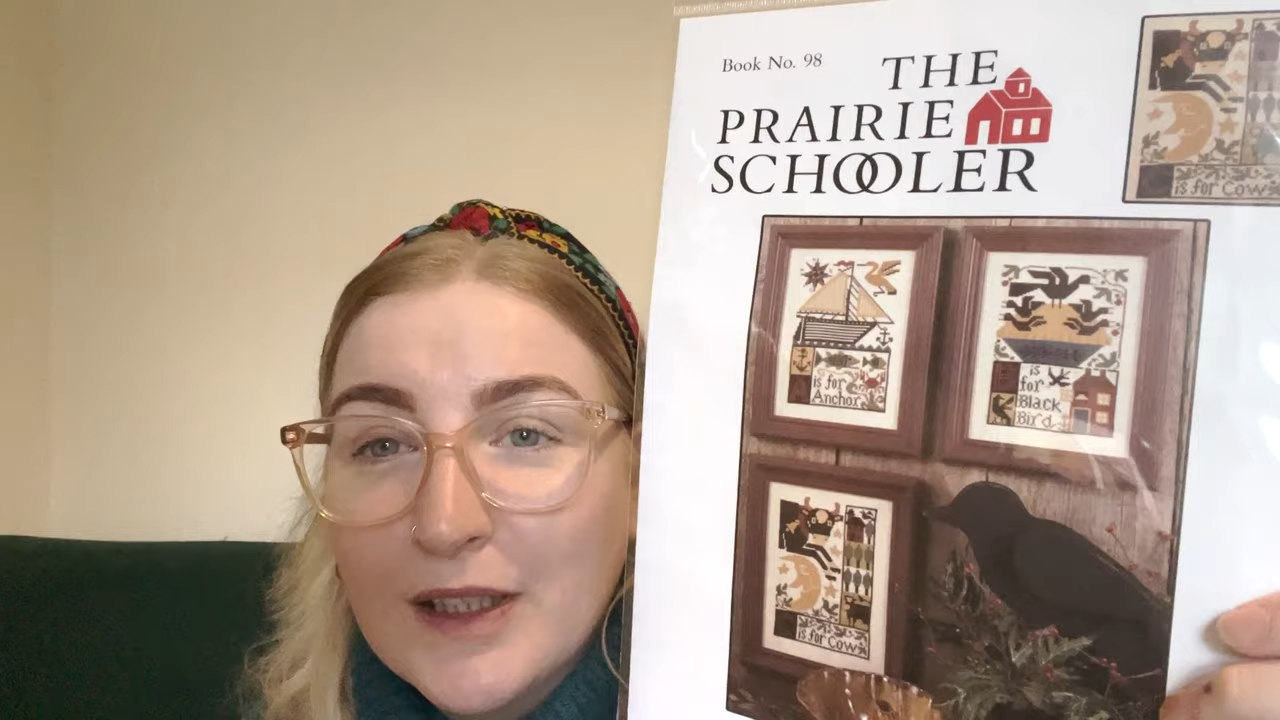 Book No. 98
THE
PRAIRIE
SCHOOLER
is for Cow
is for
Anchor
B is
for
Black
Bird
is for Cow